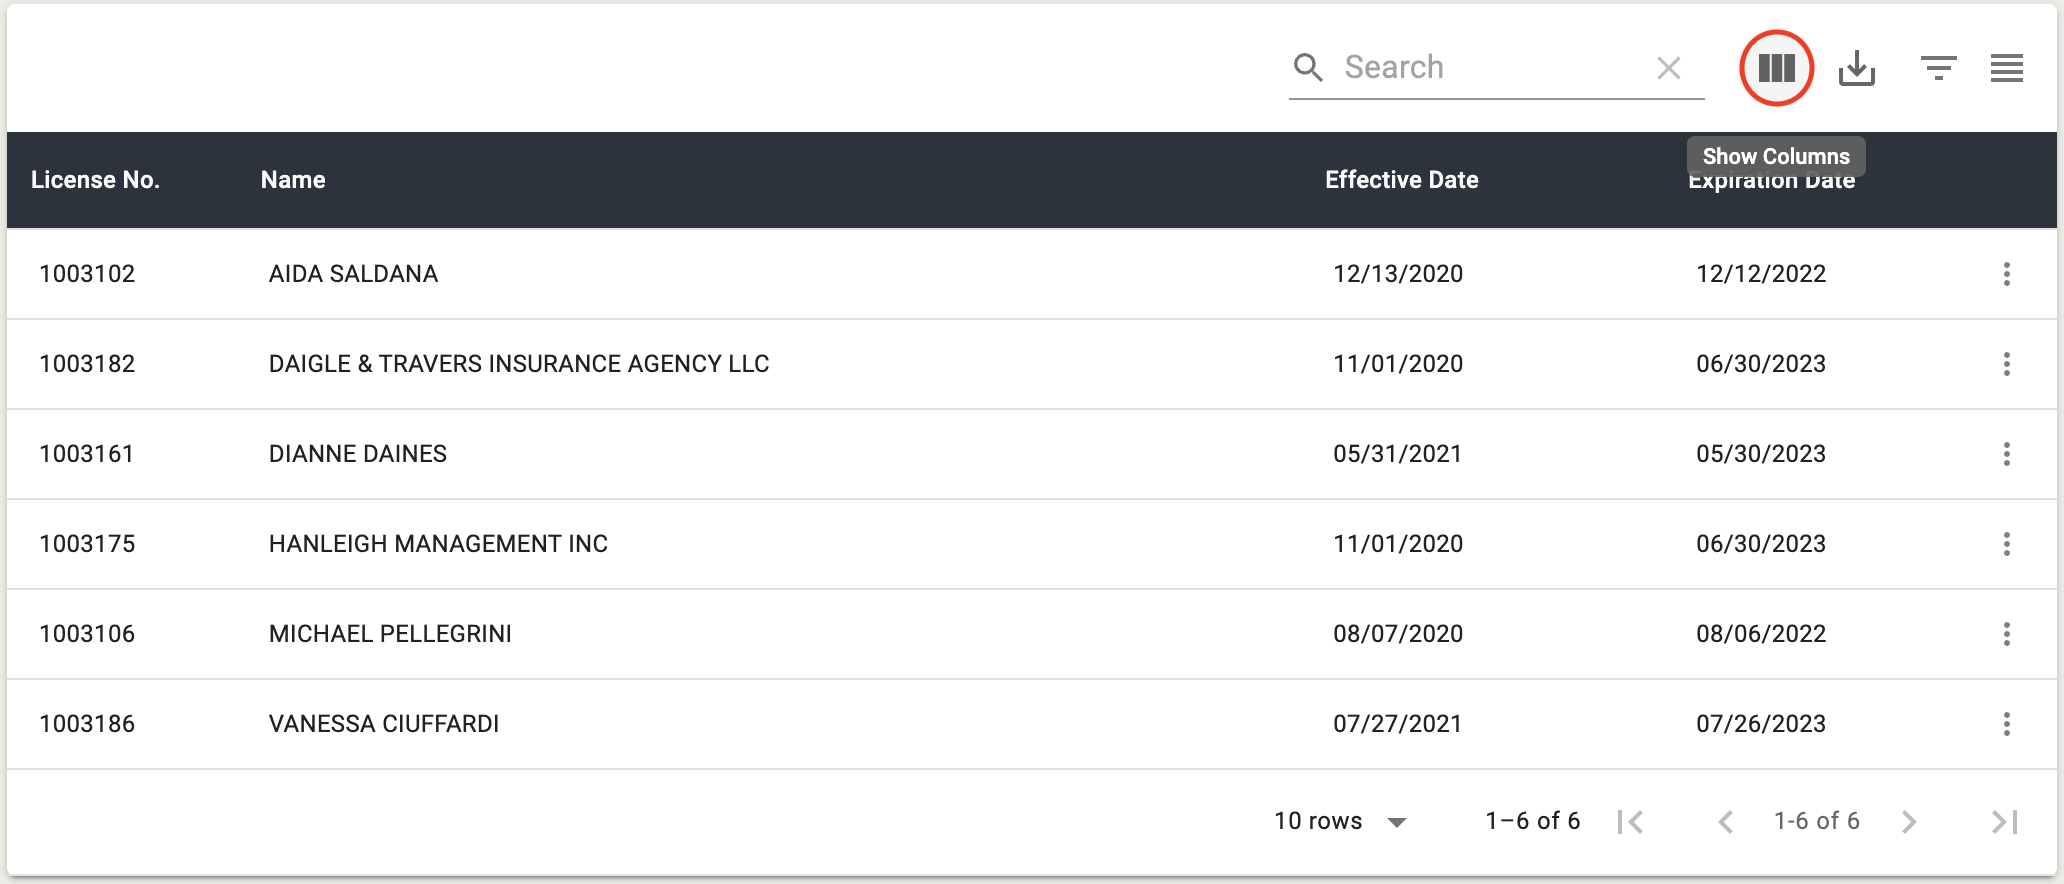 Search
Show Columns
License No. Name Effective Date Expiration Date
1003102 AIDA SALDANA 12/13/2020 12/12/2022
1003182 DAIGLE & TRAVERS INSURANCE AGENCY LLC 11/01/2020 06/30/2023
1003161 DIANNE DAINES 05/31/2021 05/30/2023
1003175 HANLEIGH MANAGEMENT INC 11/01/2020 06/30/2023
1003106 MICHAEL PELLEGRINI 08/07/2020 08/06/2022
1003186 VANESSA CIUFFARDI 07/27/2021 07/26/2023
10 rows 1–6 of 6 1-6 of 6